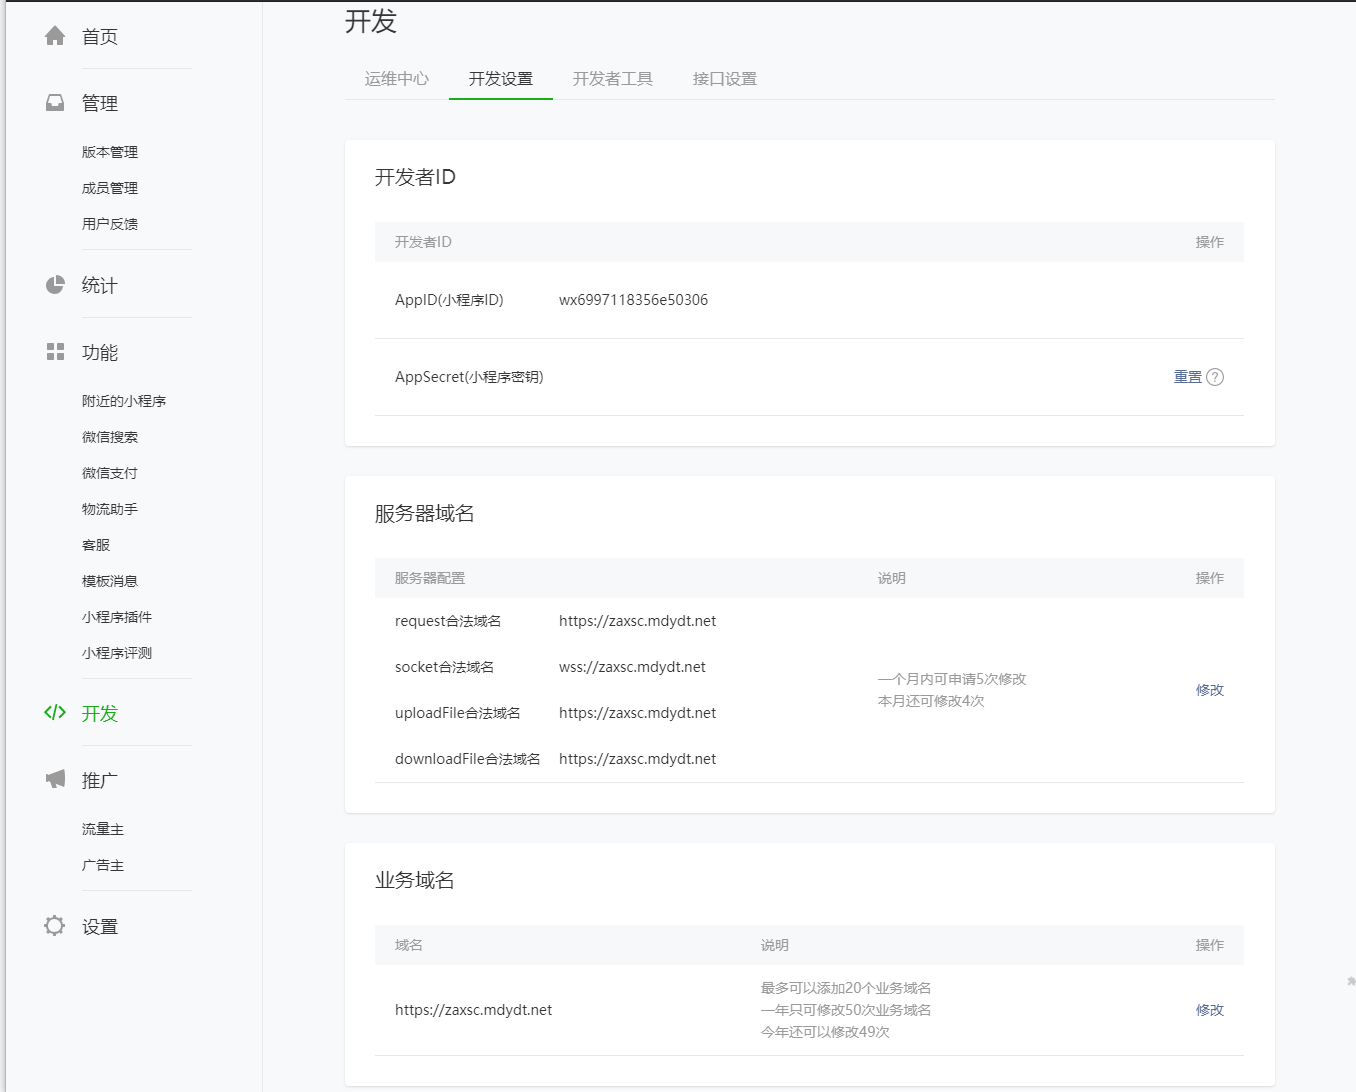 首页
管理
版本管理
成员管理
用户反馈
统计
功能
附近的小程序
微信搜索
微信支付
物流助手
客服
模板消息
小程序插件
小程序评测
开发
推广
流量主
广告主
设置
开发
运维中心 开发设置 开发者工具 接口设置
开发者ID
开发者ID 操作
AppID(小程序ID) wx6997118356e50306
AppSecret(小程序密钥) 重置 ?
服务器域名
服务器配置 说明 操作
request合法域名 https://zaxsc.mdydt.net
socket合法域名 wss://zaxsc.mdydt.net
uploadFile合法域名 https://zaxsc.mdydt.net
downloadFile合法域名 https://zaxsc.mdydt.net
一个月内可申请5次修改
本月还可修改4次
修改
业务域名
域名 说明 操作
https://zaxsc.mdydt.net
最多可以添加20个业务域名
一年只可修改50次业务域名
今年还可以修改49次
修改